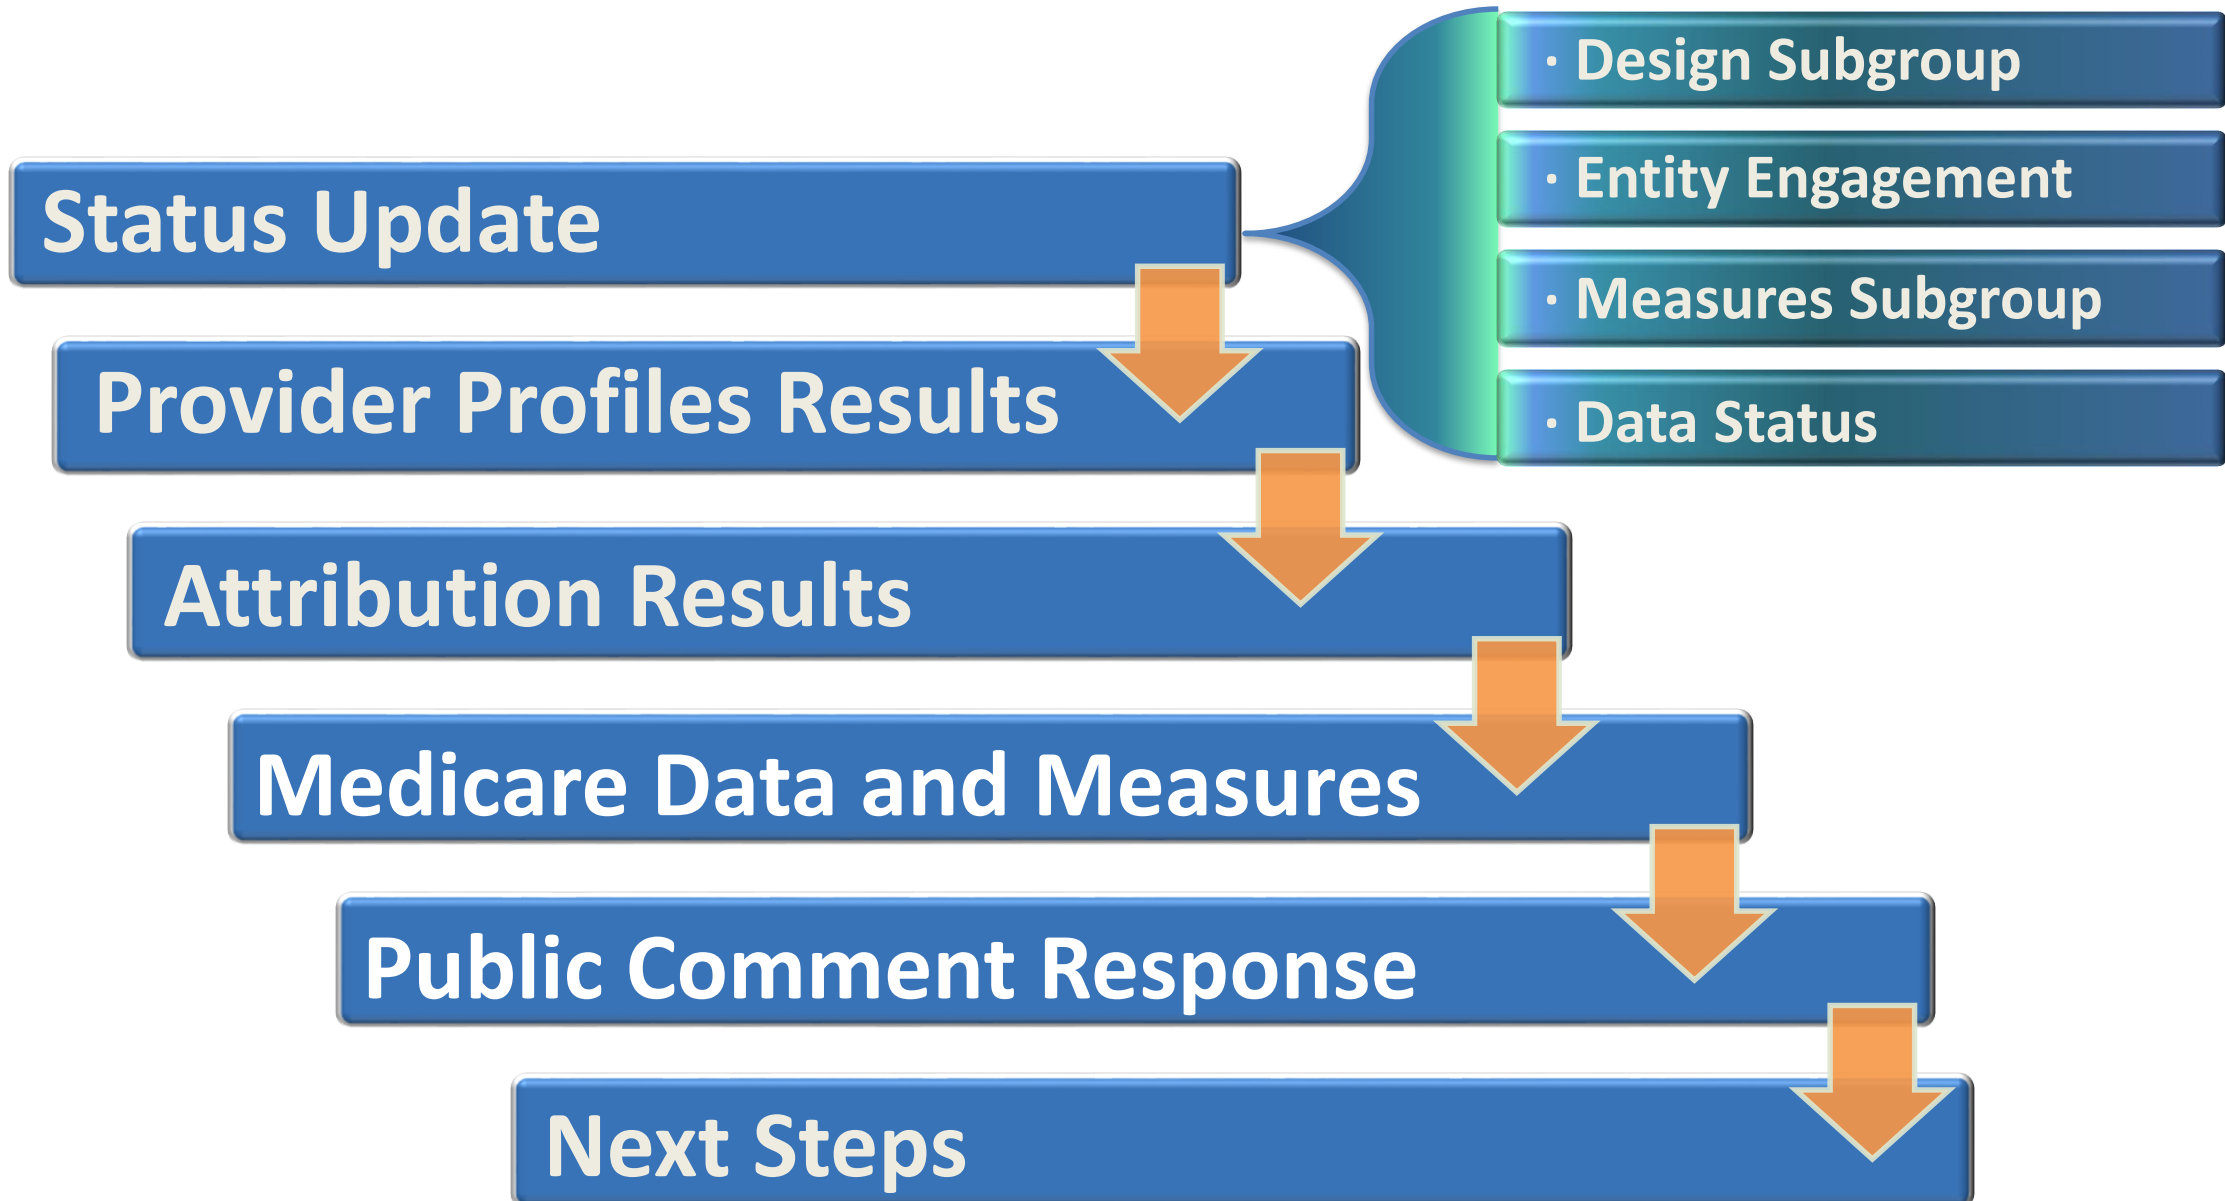 Status Update
· Design Subgroup
· Entity Engagement
· Measures Subgroup
· Data Status
Provider Profiles Results
Attribution Results
Medicare Data and Measures
Public Comment Response
Next Steps